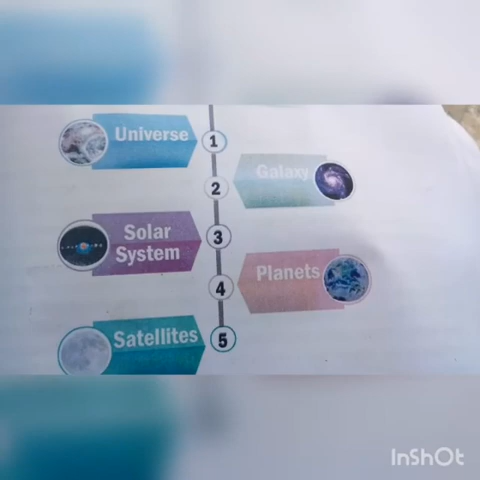 Universe
1
Galaxy
2
Solar
System
3
Planets
4
Satellites
5
InShOt